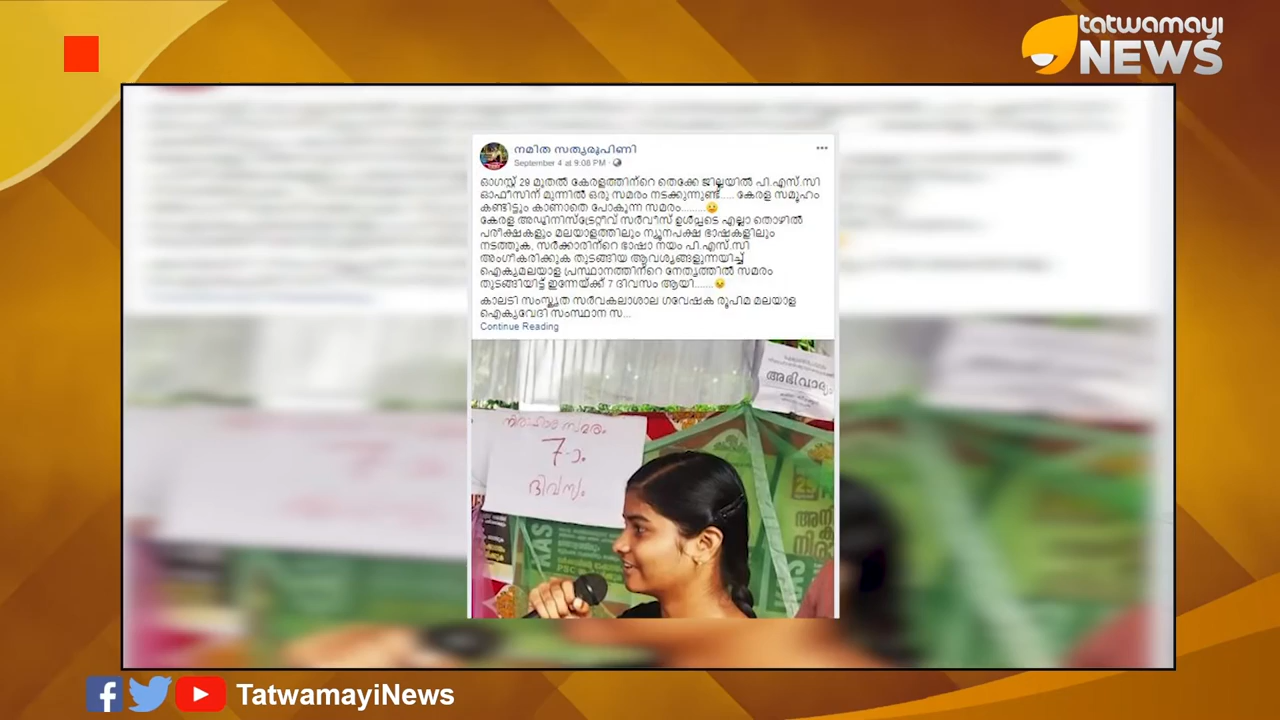 tatwamayi
NEWS
നമിത സത്യരൂപിണി
September 4 at 9:08 PM
ഓഗസ്റ്റ് 29 മുതൽ കേരളത്തിന്റെ തെക്കേ ജില്ലയിൽ പി.എസ്.സി
ഓഫീസിന് മുന്നിൽ ഒരു സമരം നടക്കുന്നുണ്ട്..... കേരള സമൂഹം
കണ്ടിട്ടും കാണാതെ പോകുന്ന സമരം........😥
കേരള അഡ്മിനിസ്ട്രേറ്റീവ് സർവീസ് ഉൾപ്പടെ എല്ലാ തൊഴിൽ
പരീക്ഷകളും മലയാളത്തിലും ന്യൂനപക്ഷ ഭാഷകളിലും
നടത്തുക, സർക്കാരിന്റെ ഭാഷാ നയം പി.എസ്.സി
അംഗീകരിക്കുക തുടങ്ങിയ ആവശ്യങ്ങളുന്നയിച്ച്
ഐക്യമലയാള പ്രസ്ഥാനത്തിന്റെ നേതൃത്തിൽ സമരം
തുടങ്ങിയിട്ട് ഇന്നേയ്ക്ക് 7 ദിവസം ആയി.......😖
കാലടി സംസ്കൃത സർവകലാശാല ഗവേഷക രൂപിമ മലയാള
ഐക്യവേദി സംസ്ഥാന സ...
Continue Reading
അഭിവാദ്യ
നിരാഹാര സമരം
7-ാം
ദിവസം
KAS
PSC
TatwamayiNews